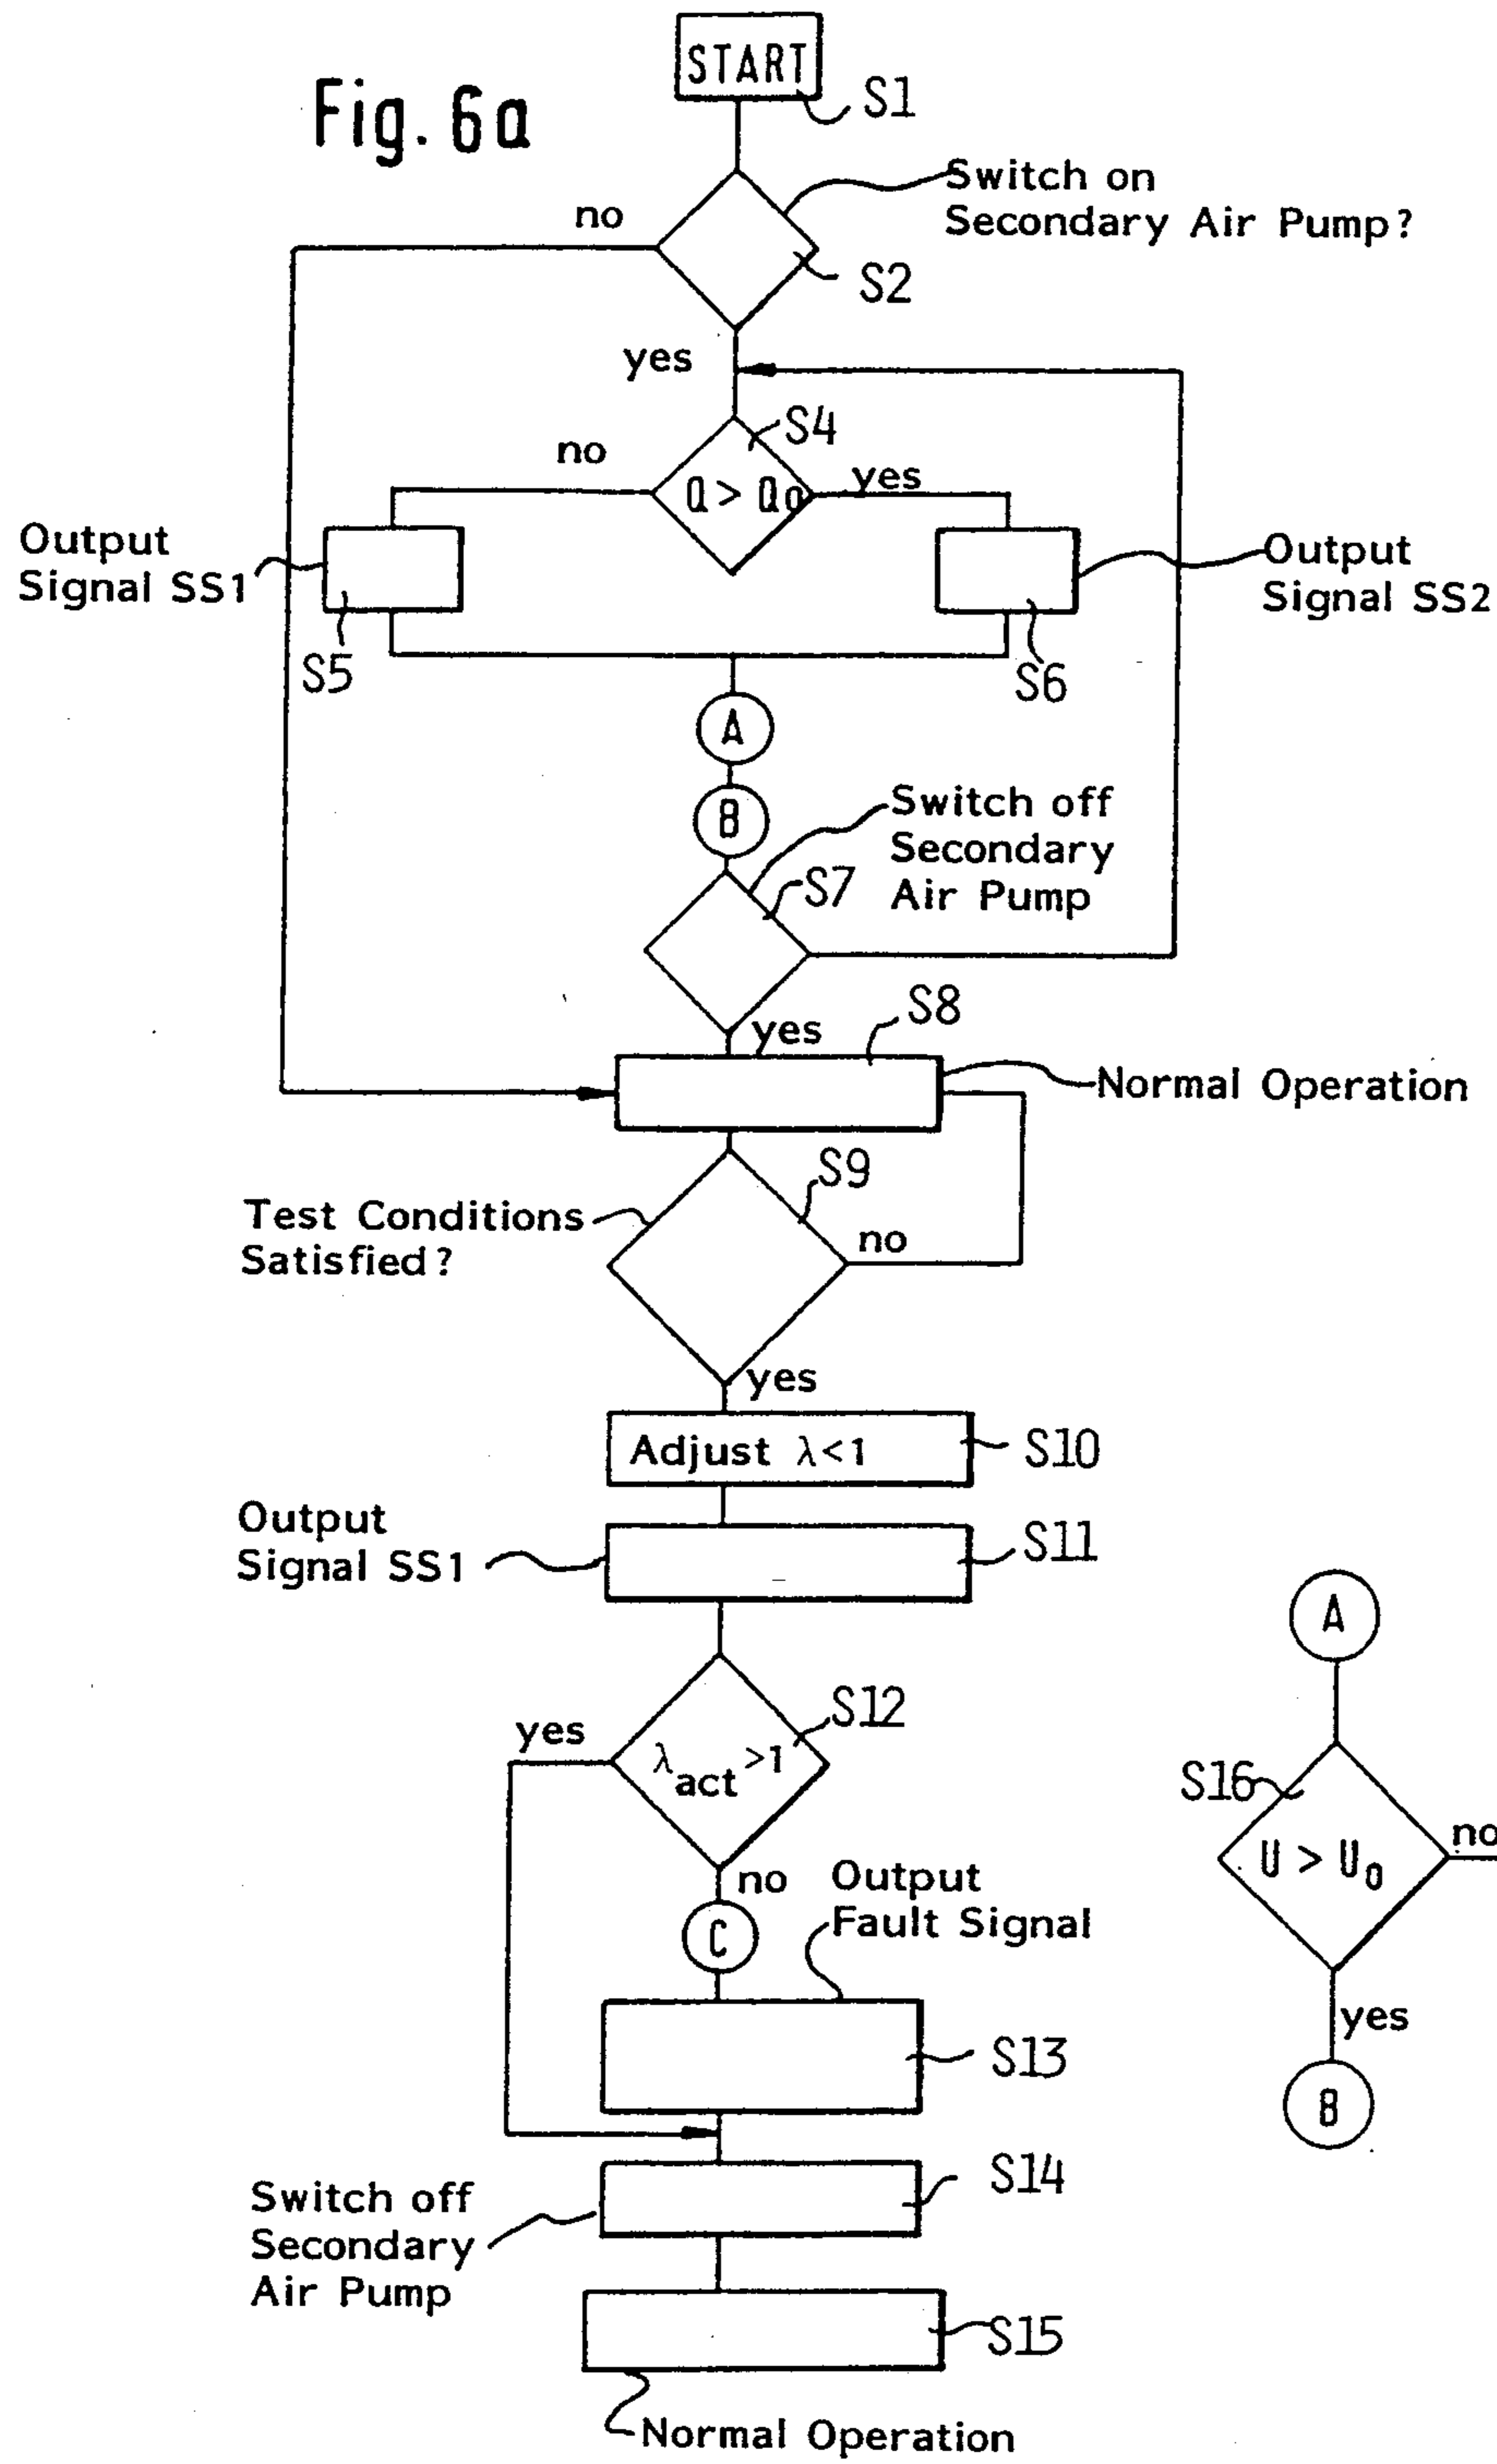 Fig. 6a
START
S1
Switch on
Secondary Air Pump?
no
S2
yes
S4
no
Q > Q0
yes
Output
Signal SS1
Output
Signal SS2
S5
S6
A
B
Switch off
Secondary
Air Pump
S7
yes
S8
Normal Operation
S9
Test Conditions
Satisfied?
no
yes
Adjust λ<1
S10
Output
Signal SS1
S11
A
S12
yes
λact >1
S16
U > U0
no
no
Output
Fault Signal
C
yes
S13
B
S14
Switch off
Secondary
Air Pump
S15
Normal Operation